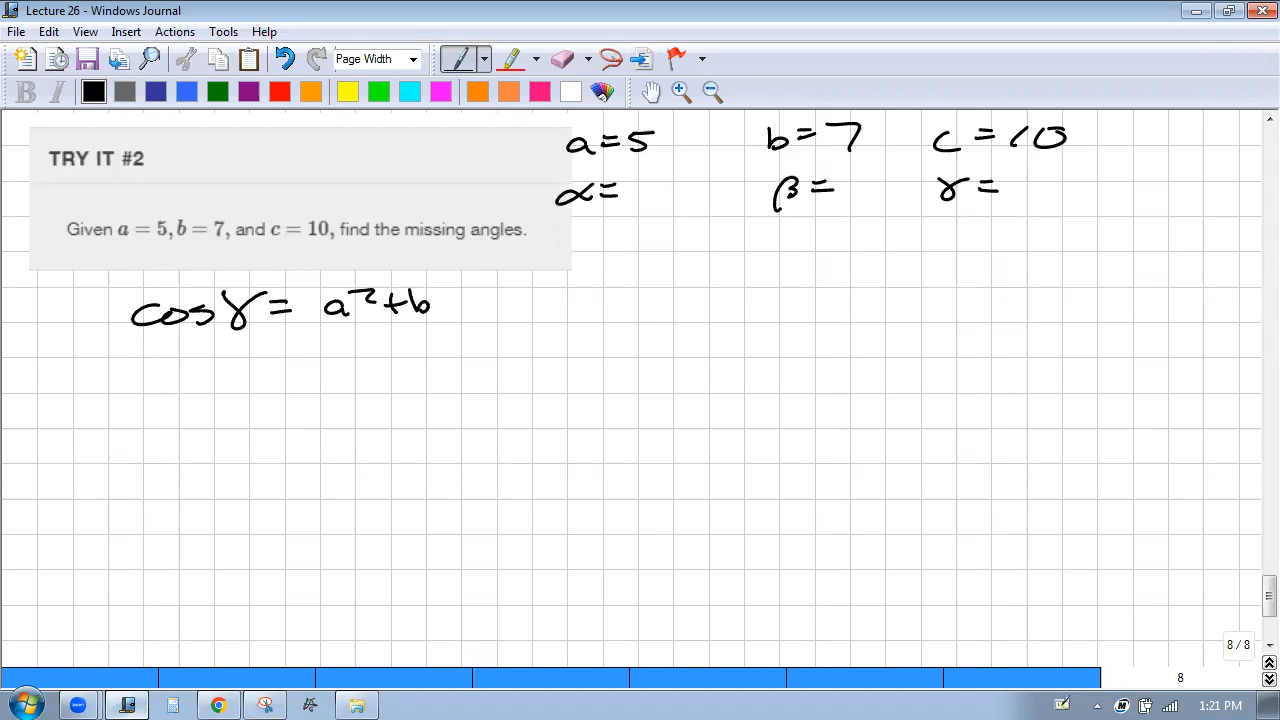 Lecture 26 - Windows Journal
File Edit View Insert Actions Tools Help
Page Width
B I
a = 5 b = 7 c = 10
TRY IT #2
α = β = γ =
Given a = 5, b = 7, and c = 10, find the missing angles.
cos γ = a² + b
8 / 8
8
1:21 PM